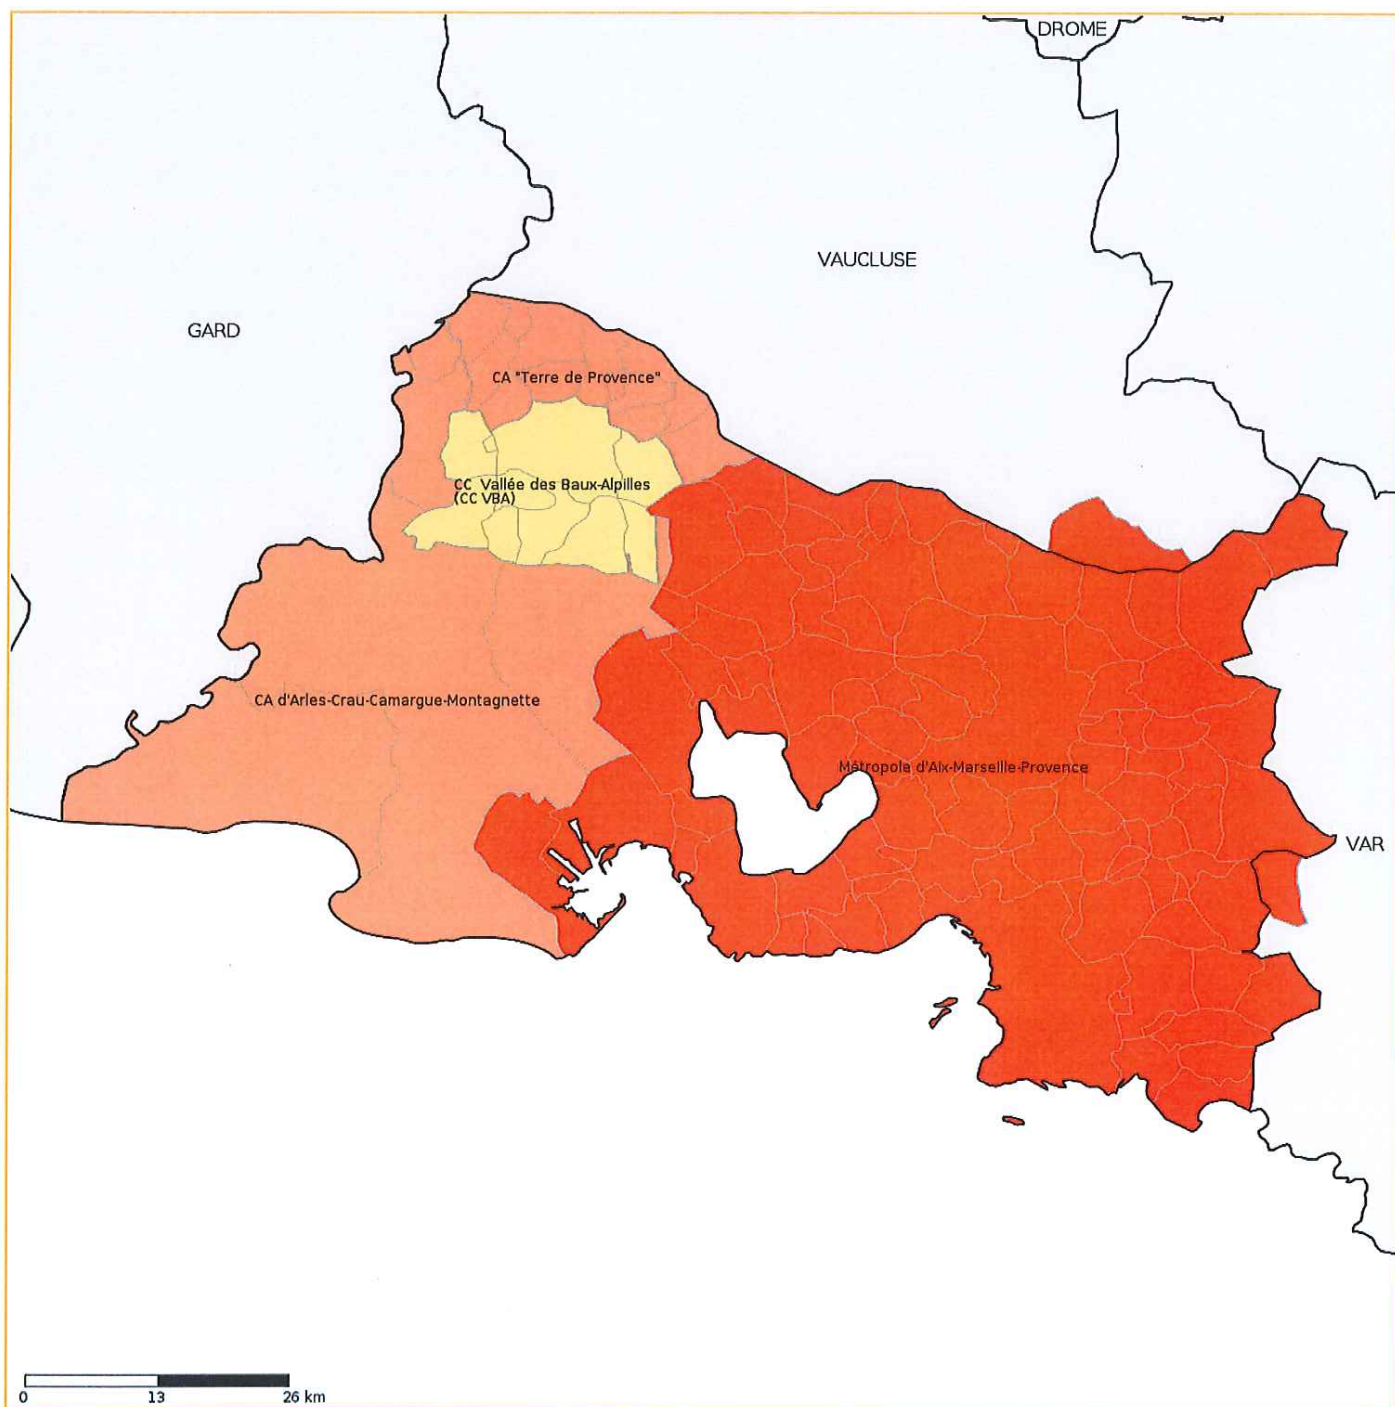 DROME
VAUCLUSE
GARD
CA "Terre de Provence"
CC Vallée des Baux-Alpilles
(CC VBA)
CA d'Arles-Crau-Camargue-Montagnette
Métropole d'Aix-Marseille-Provence
VAR
0 13 26 km